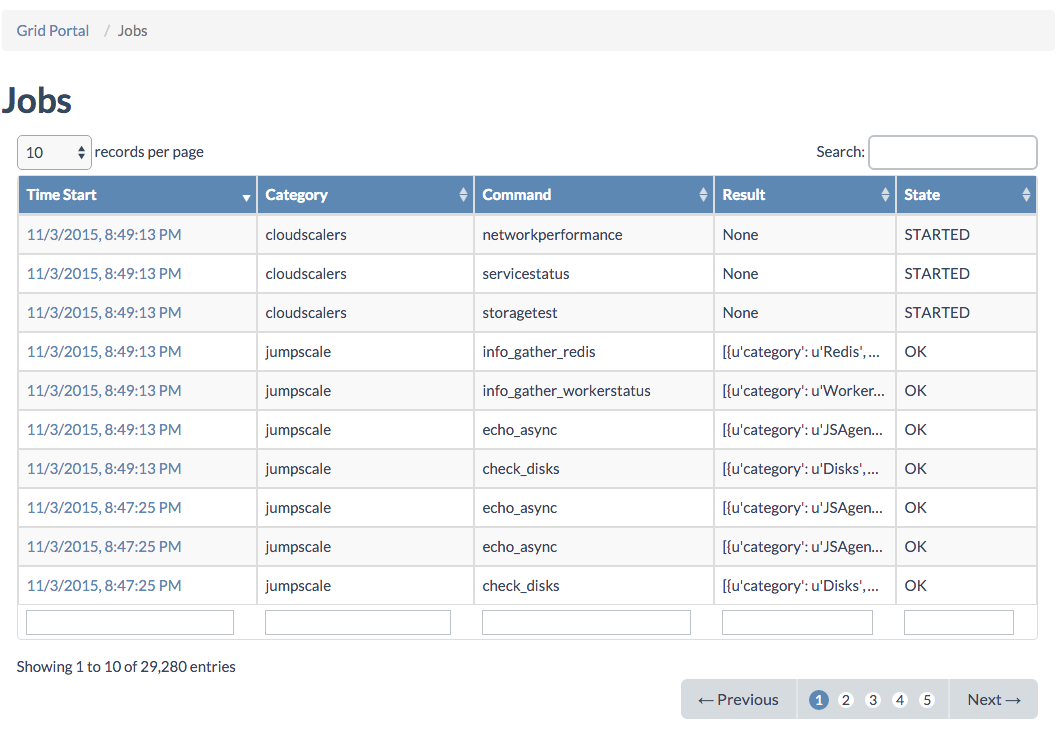 Grid Portal / Jobs
Jobs
10 records per page Search:
Time Start Category Command Result State
11/3/2015, 8:49:13 PM cloudscalers networkperformance None STARTED
11/3/2015, 8:49:13 PM cloudscalers servicestatus None STARTED
11/3/2015, 8:49:13 PM cloudscalers storagetest None STARTED
11/3/2015, 8:49:13 PM jumpscale info_gather_redis [{u'category': u'Redis', ... OK
11/3/2015, 8:49:13 PM jumpscale info_gather_workerstatus [{u'category': u'Worker... OK
11/3/2015, 8:49:13 PM jumpscale echo_async [{u'category': u'JSAgen... OK
11/3/2015, 8:49:13 PM jumpscale check_disks [{u'category': u'Disks', ... OK
11/3/2015, 8:47:25 PM jumpscale echo_async [{u'category': u'JSAgen... OK
11/3/2015, 8:47:25 PM jumpscale echo_async [{u'category': u'JSAgen... OK
11/3/2015, 8:47:25 PM jumpscale check_disks [{u'category': u'Disks', ... OK
Showing 1 to 10 of 29,280 entries
← Previous 1 2 3 4 5 Next →